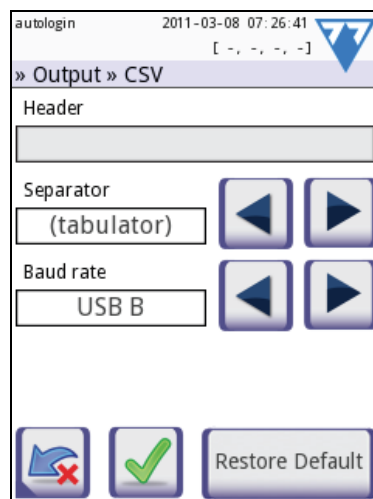 autologin 2011-03-08 07:26:41
[ -, -, -, -]
» Output » CSV
Header
Separator
(tabulator)
Baud rate
USB B
Restore Default